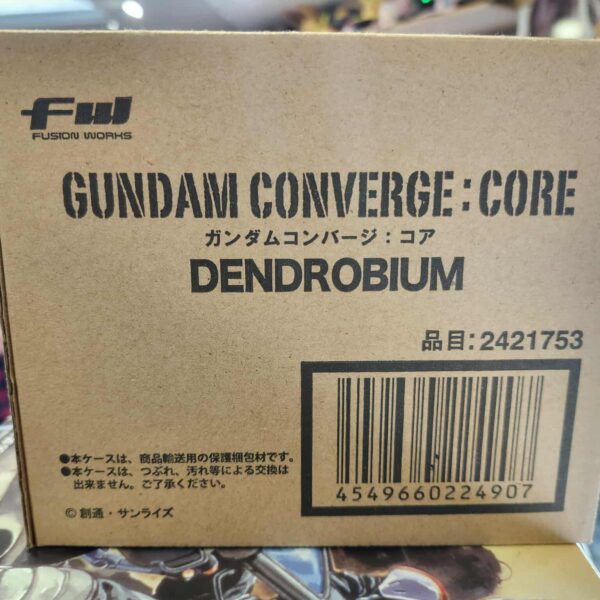 FW
FUSION WORKS
GUNDAM CONVERGE:CORE
ガンダムコンバージ:コア
DENDROBIUM
品目:2421753
●本ケースは、商品輸送用の保護梱包材です。
●本ケースは、つぶれ、汚れ等による交換は
出来ません。ご了承ください。
4549660224907
©創通・サンライズ